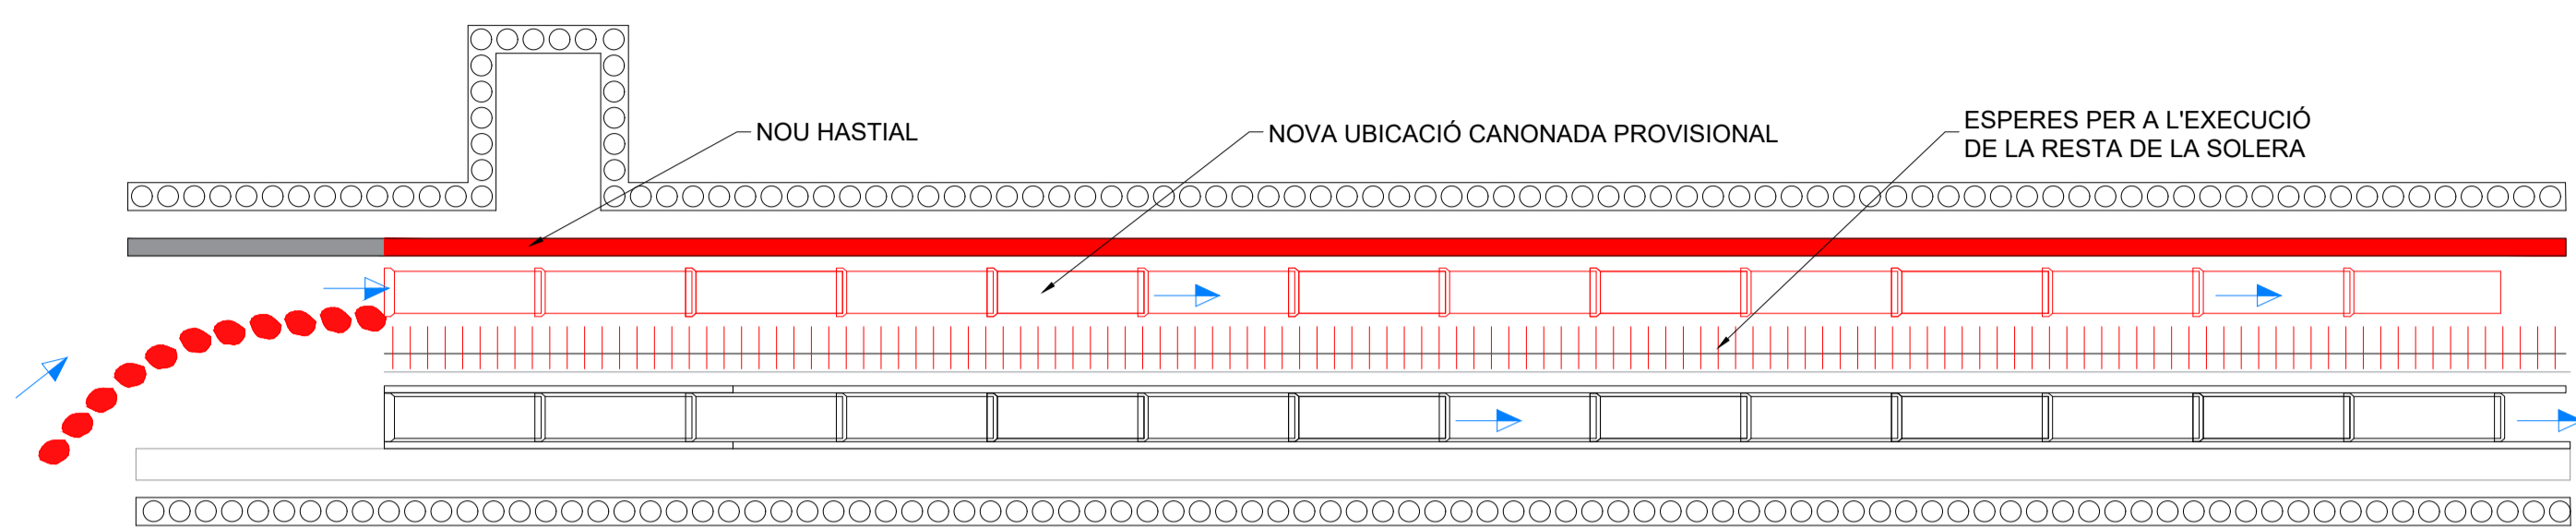 NOU HASTIAL
NOVA UBICACIÓ CANONADA PROVISIONAL
ESPERES PER A L'EXECUCIÓ
DE LA RESTA DE LA SOLERA